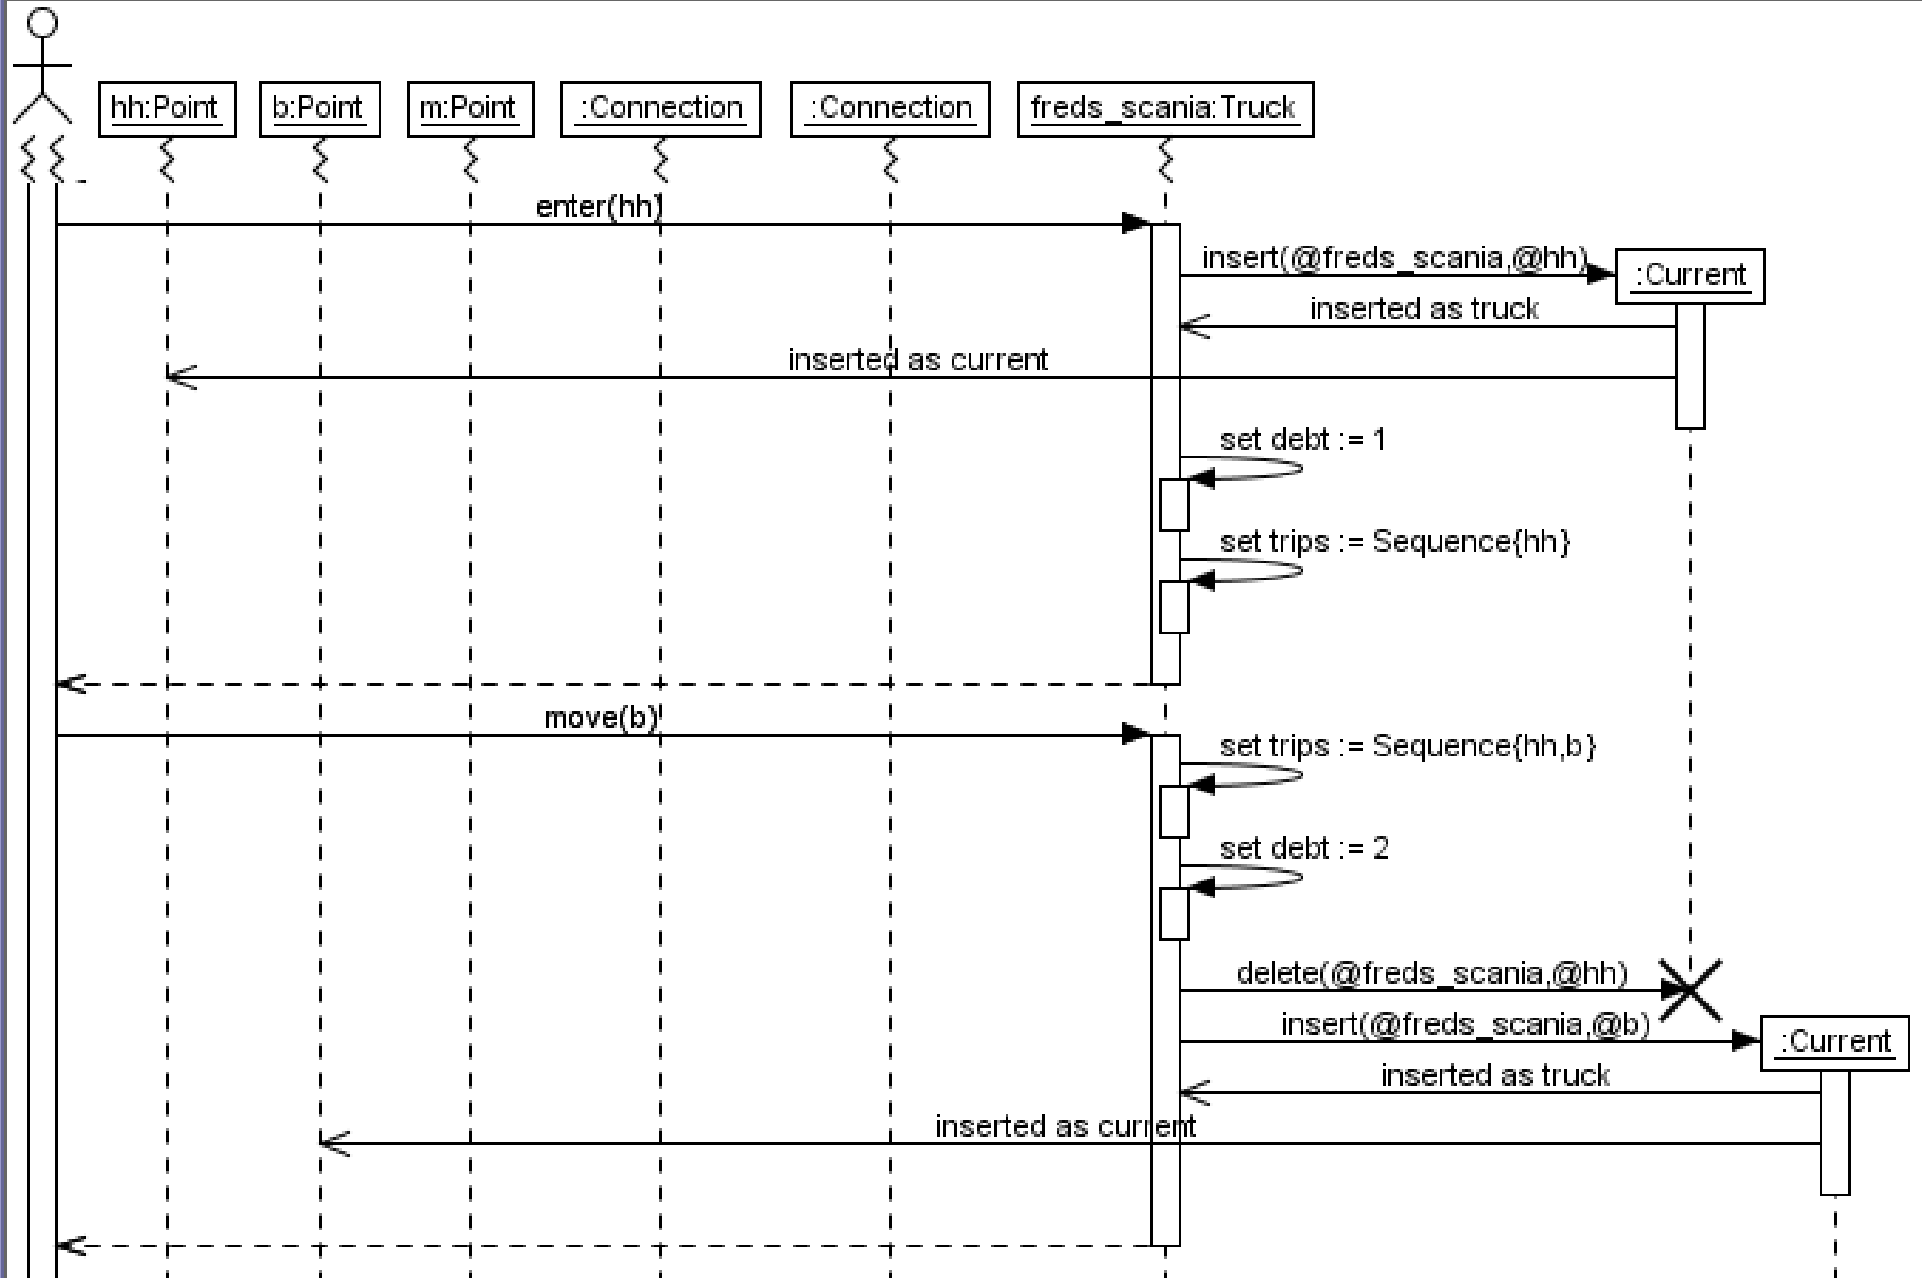 hh:Point
b:Point
m:Point
:Connection
:Connection
freds_scania:Truck
enter(hh)
insert(@freds_scania,@hh)
:Current
inserted as truck
inserted as current
set debt := 1
set trips := Sequence{hh}
move(b)
set trips := Sequence{hh,b}
set debt := 2
delete(@freds_scania,@hh)
insert(@freds_scania,@b)
:Current
inserted as truck
inserted as current